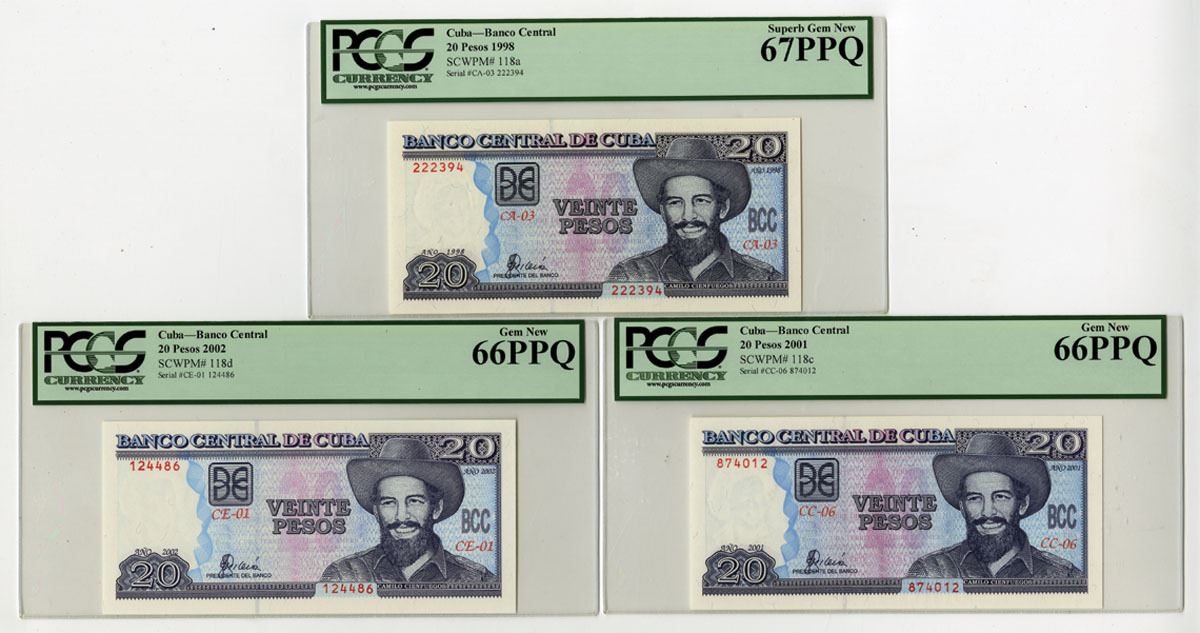 PCGS
CURRENCY
www.pcgscurrency.com
Cuba—Banco Central
20 Pesos 1998
SCWPM# 118a
Serial #CA-03 222394
Superb Gem New
67PPQ
BANCO CENTRAL DE CUBA
20
222394
AÑO 1998
CA-03
VEINTE
PESOS
BCC
CA-03
AÑO 1998
20
PRESIDENTE DEL BANCO
222394
CAMILO CIENFUEGOS
PCGS
CURRENCY
www.pcgscurrency.com
Cuba—Banco Central
20 Pesos 2002
SCWPM# 118d
Serial #CE-01 124486
Gem New
66PPQ
BANCO CENTRAL DE CUBA
20
124486
AÑO 2002
CE-01
VEINTE
PESOS
BCC
CE-01
AÑO 2002
20
PRESIDENTE DEL BANCO
124486
CAMILO CIENFUEGOS
PCGS
CURRENCY
www.pcgscurrency.com
Cuba—Banco Central
20 Pesos 2001
SCWPM# 118c
Serial #CC-06 874012
Gem New
66PPQ
BANCO CENTRAL DE CUBA
20
874012
AÑO 2001
CC-06
VEINTE
PESOS
BCC
CC-06
AÑO 2001
20
PRESIDENTE DEL BANCO
874012
CAMILO CIENFUEGOS